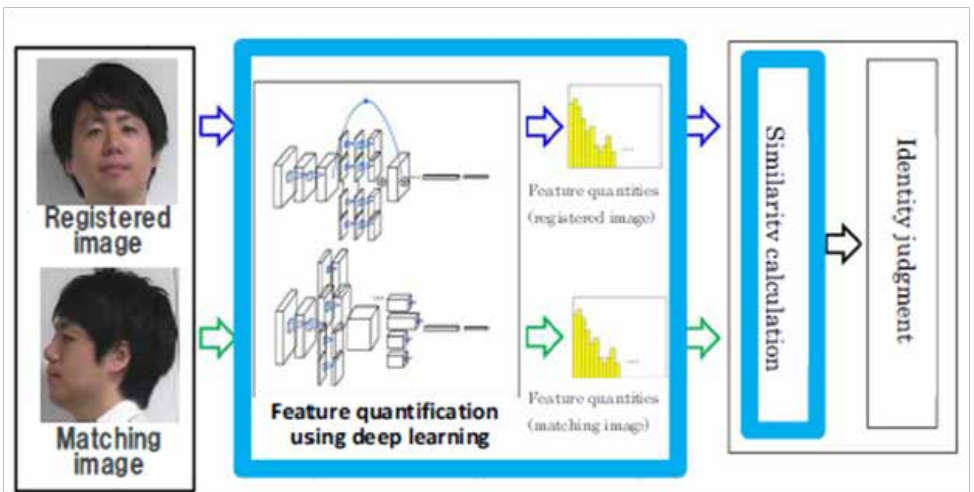 Registered
image
Matching
image
Feature quantification
using deep learning
Feature quantities
(registered image)
Feature quantities
(matching image)
Similarity calculation
Identity judgment